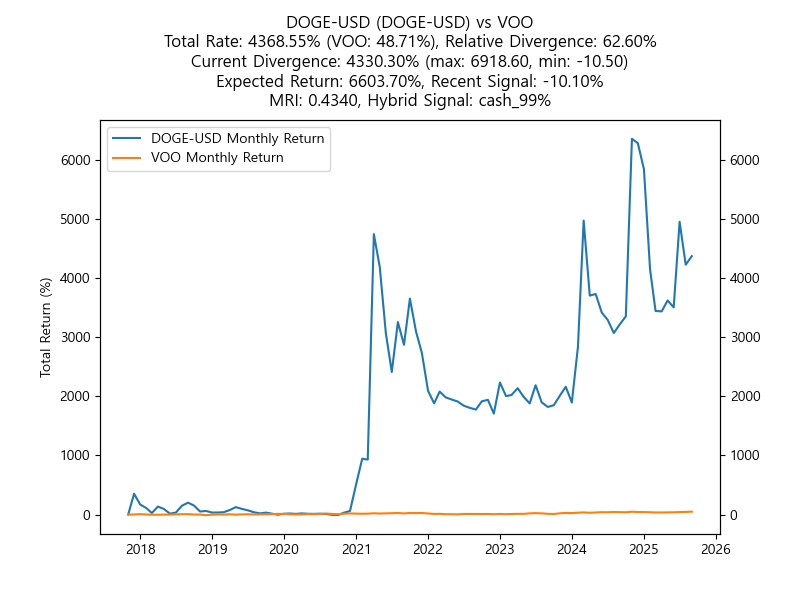 DOGE-USD (DOGE-USD) vs VOO
Total Rate: 4368.55% (VOO: 48.71%), Relative Divergence: 62.60%
Current Divergence: 4330.30% (max: 6918.60, min: -10.50)
Expected Return: 6603.70%, Recent Signal: -10.10%
MRI: 0.4340, Hybrid Signal: cash_99%
DOGE-USD Monthly Return
VOO Monthly Return
Total Return (%)
6000
5000
4000
3000
2000
1000
0
6000
5000
4000
3000
2000
1000
0
2018 2019 2020 2021 2022 2023 2024 2025 2026